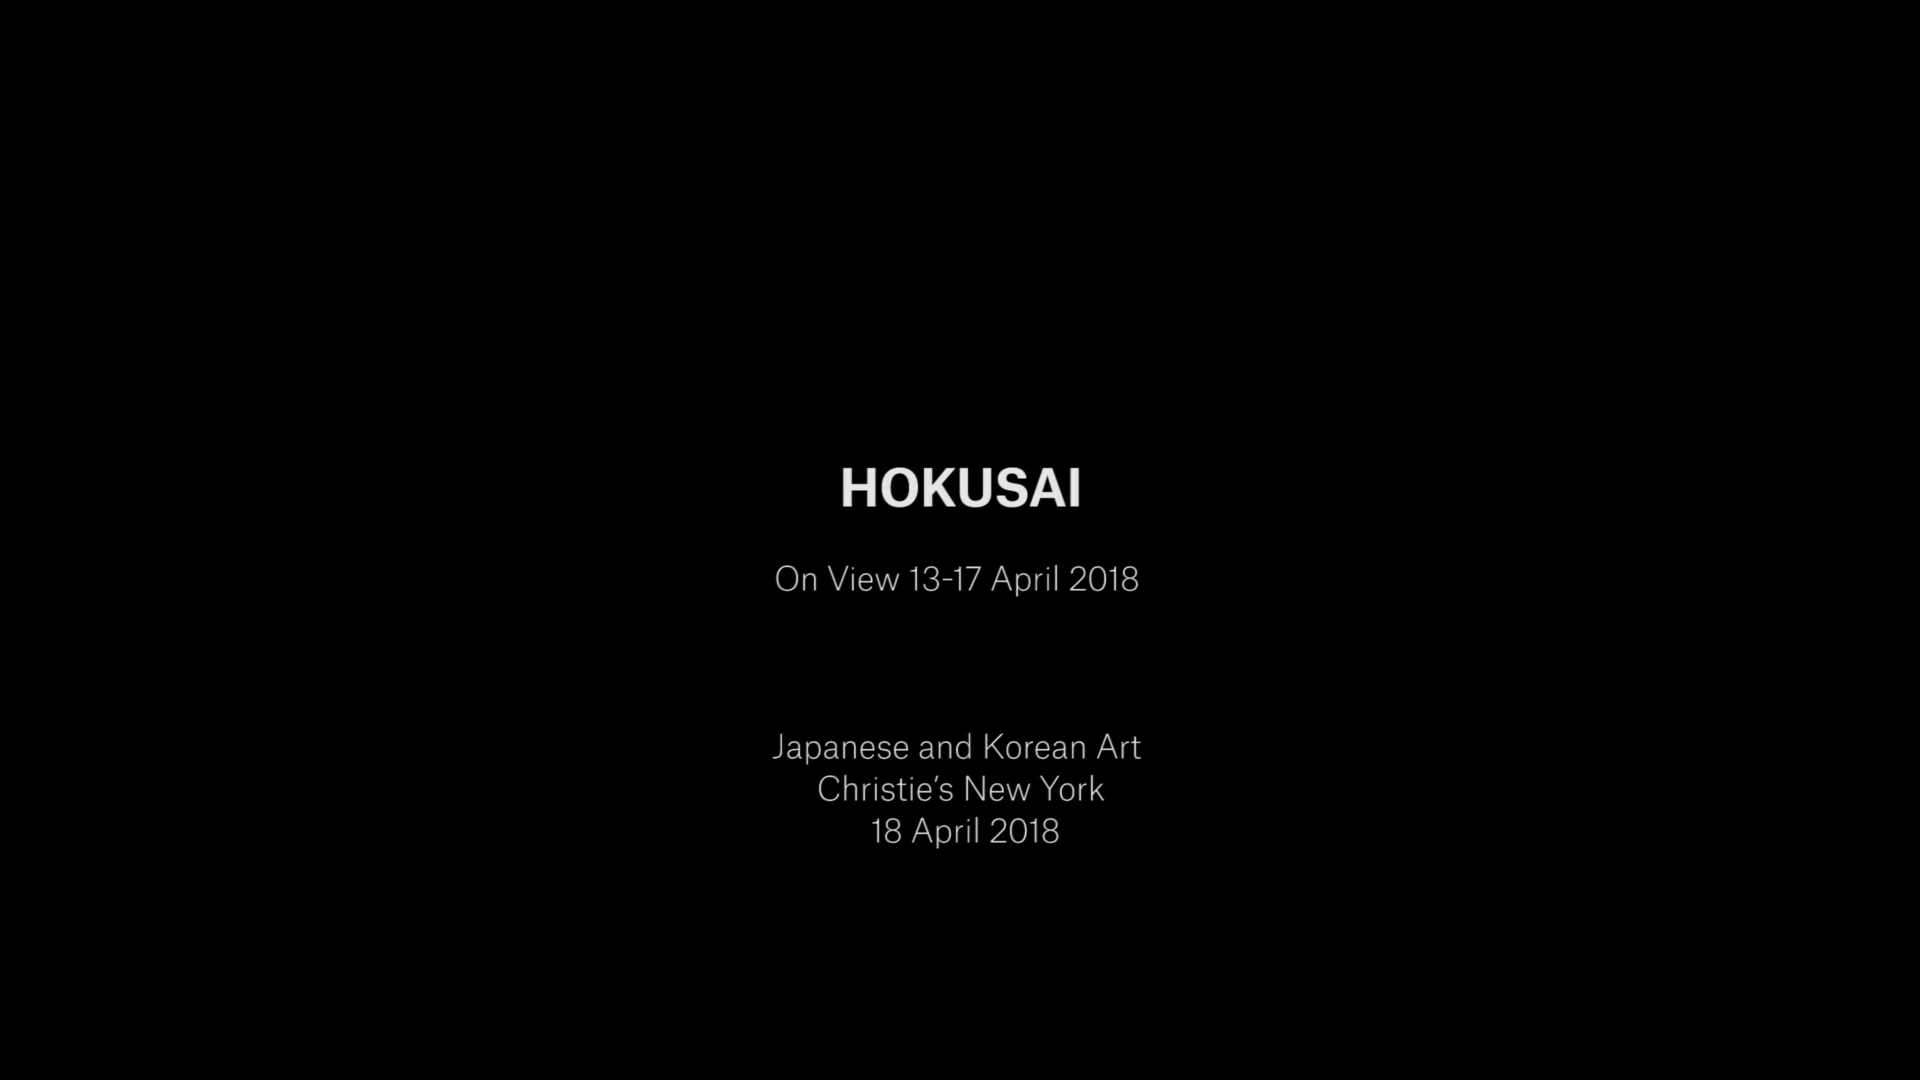 HOKUSAI
On View 13-17 April 2018
Japanese and Korean Art
Christie’s New York
18 April 2018